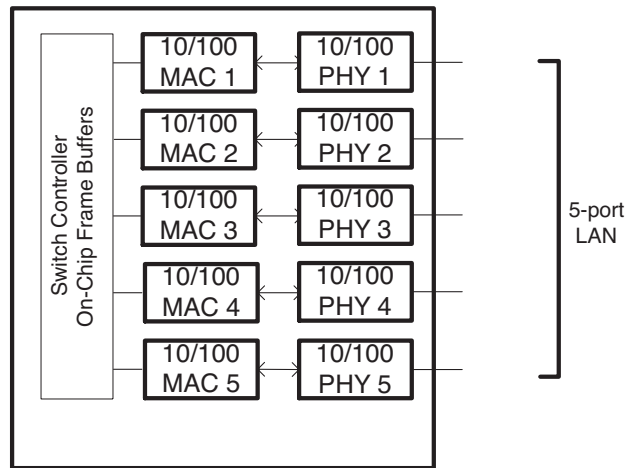 Switch Controller
On-Chip Frame Buffers
10/100
MAC 1
10/100
PHY 1
10/100
MAC 2
10/100
PHY 2
10/100
MAC 3
10/100
PHY 3
10/100
MAC 4
10/100
PHY 4
10/100
MAC 5
10/100
PHY 5
5-port
LAN